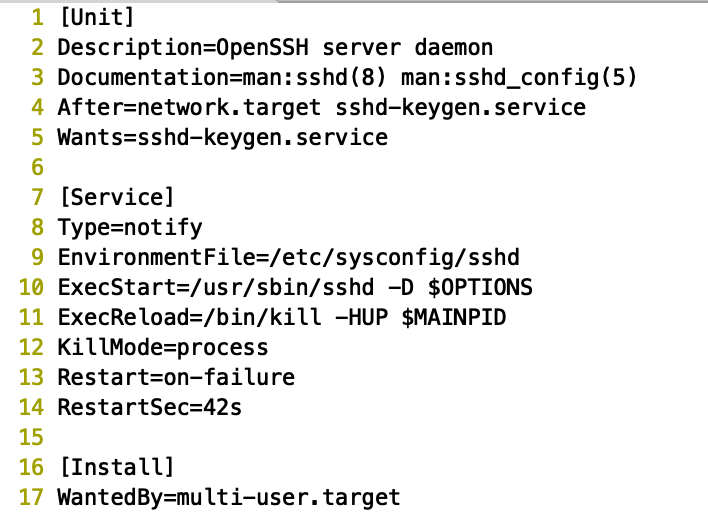 1 [Unit]
2 Description=OpenSSH server daemon
3 Documentation=man:sshd(8) man:sshd_config(5)
4 After=network.target sshd-keygen.service
5 Wants=sshd-keygen.service
6
7 [Service]
8 Type=notify
9 EnvironmentFile=/etc/sysconfig/sshd
10 ExecStart=/usr/sbin/sshd -D $OPTIONS
11 ExecReload=/bin/kill -HUP $MAINPID
12 KillMode=process
13 Restart=on-failure
14 RestartSec=42s
15
16 [Install]
17 WantedBy=multi-user.target